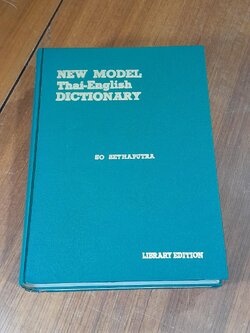 NEW MODEL
Thai-English
DICTIONARY
SO SETHAPUTRA
LIBRARY EDITION